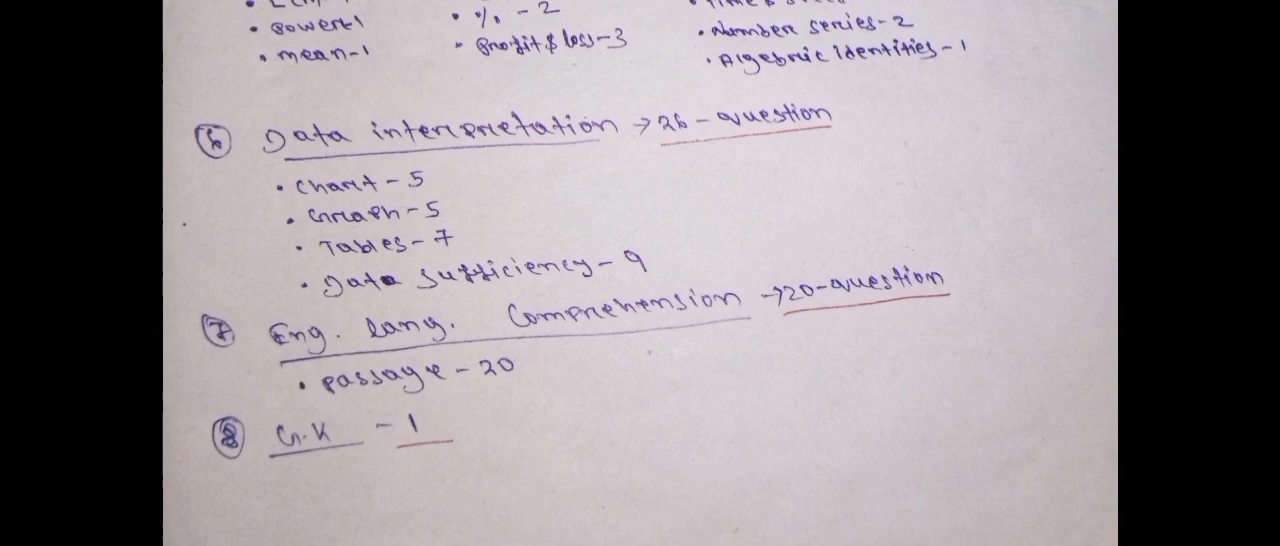 • Power-1 • % - 2 • Number series-2
• mean-1 • Profit & loss-3 • Algebraic identities-1
6 Data interpretation → 26-question
• Chart-5
• Graph-5
• Tables-7
• Data sufficiency-9
7 Eng. lang. Comprehension → 20-question
• passage-20
8 G.K - 1